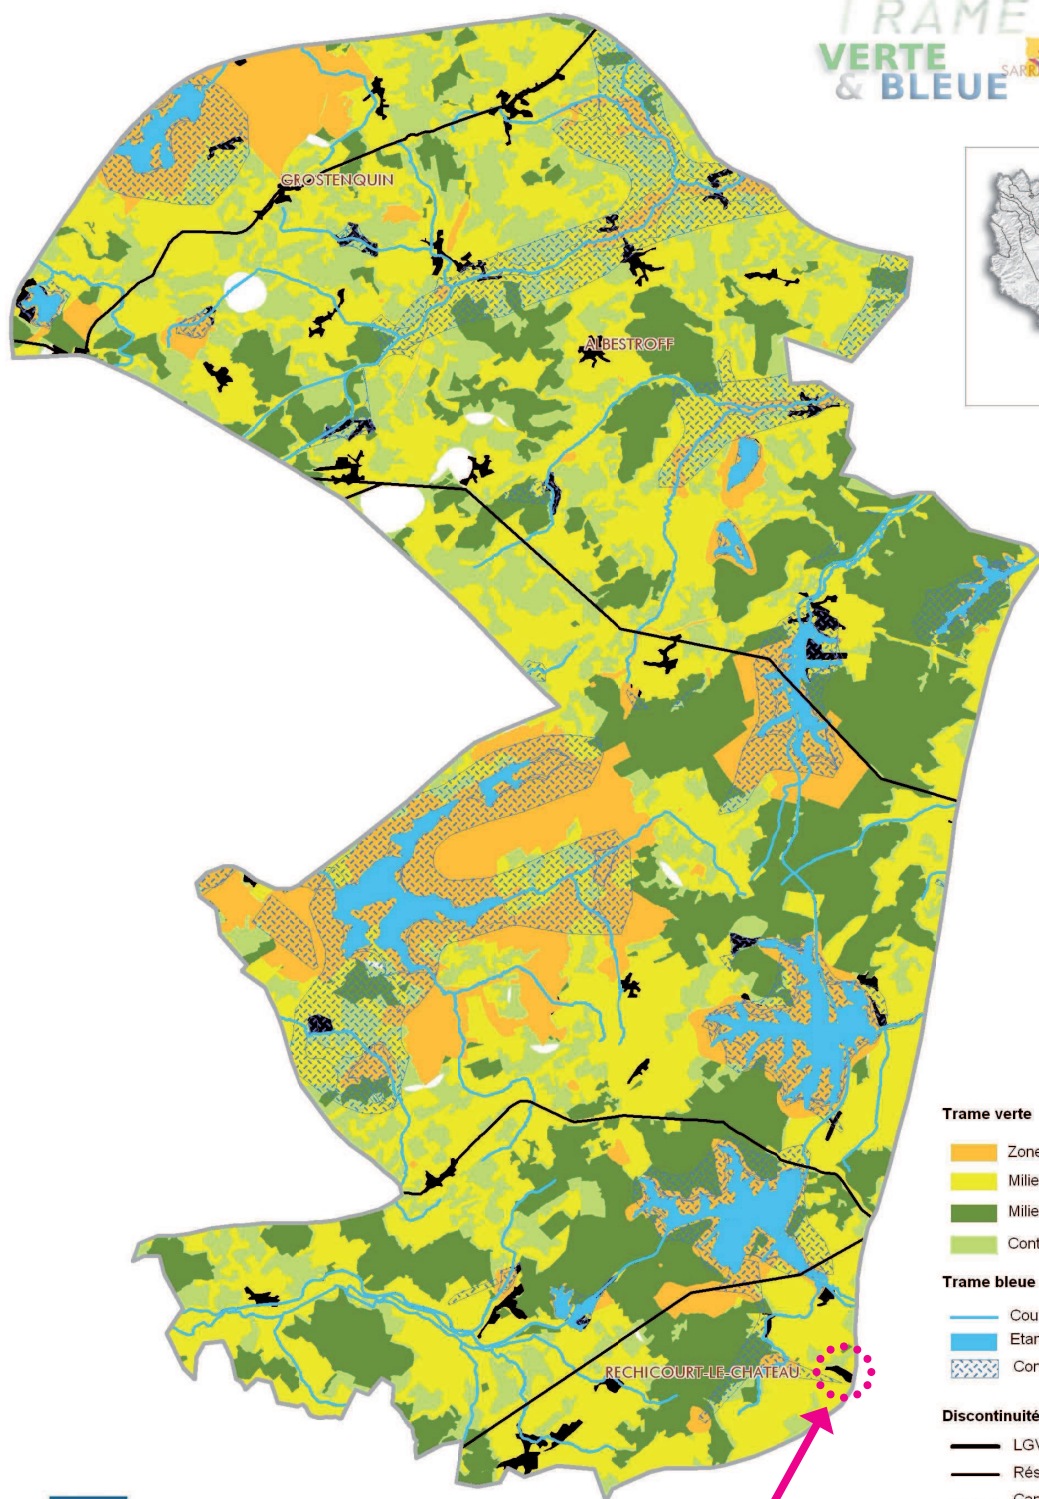 TRAME
VERTE
& BLEUE
GROSTENQUIN
ALBESTROFF
RECHICOURT-LE-CHATEAU
Trame verte
Zone
Milie
Milie
Cont
Trame bleue
Cou
Etan
Cor
Discontinuité
LGV
Rés